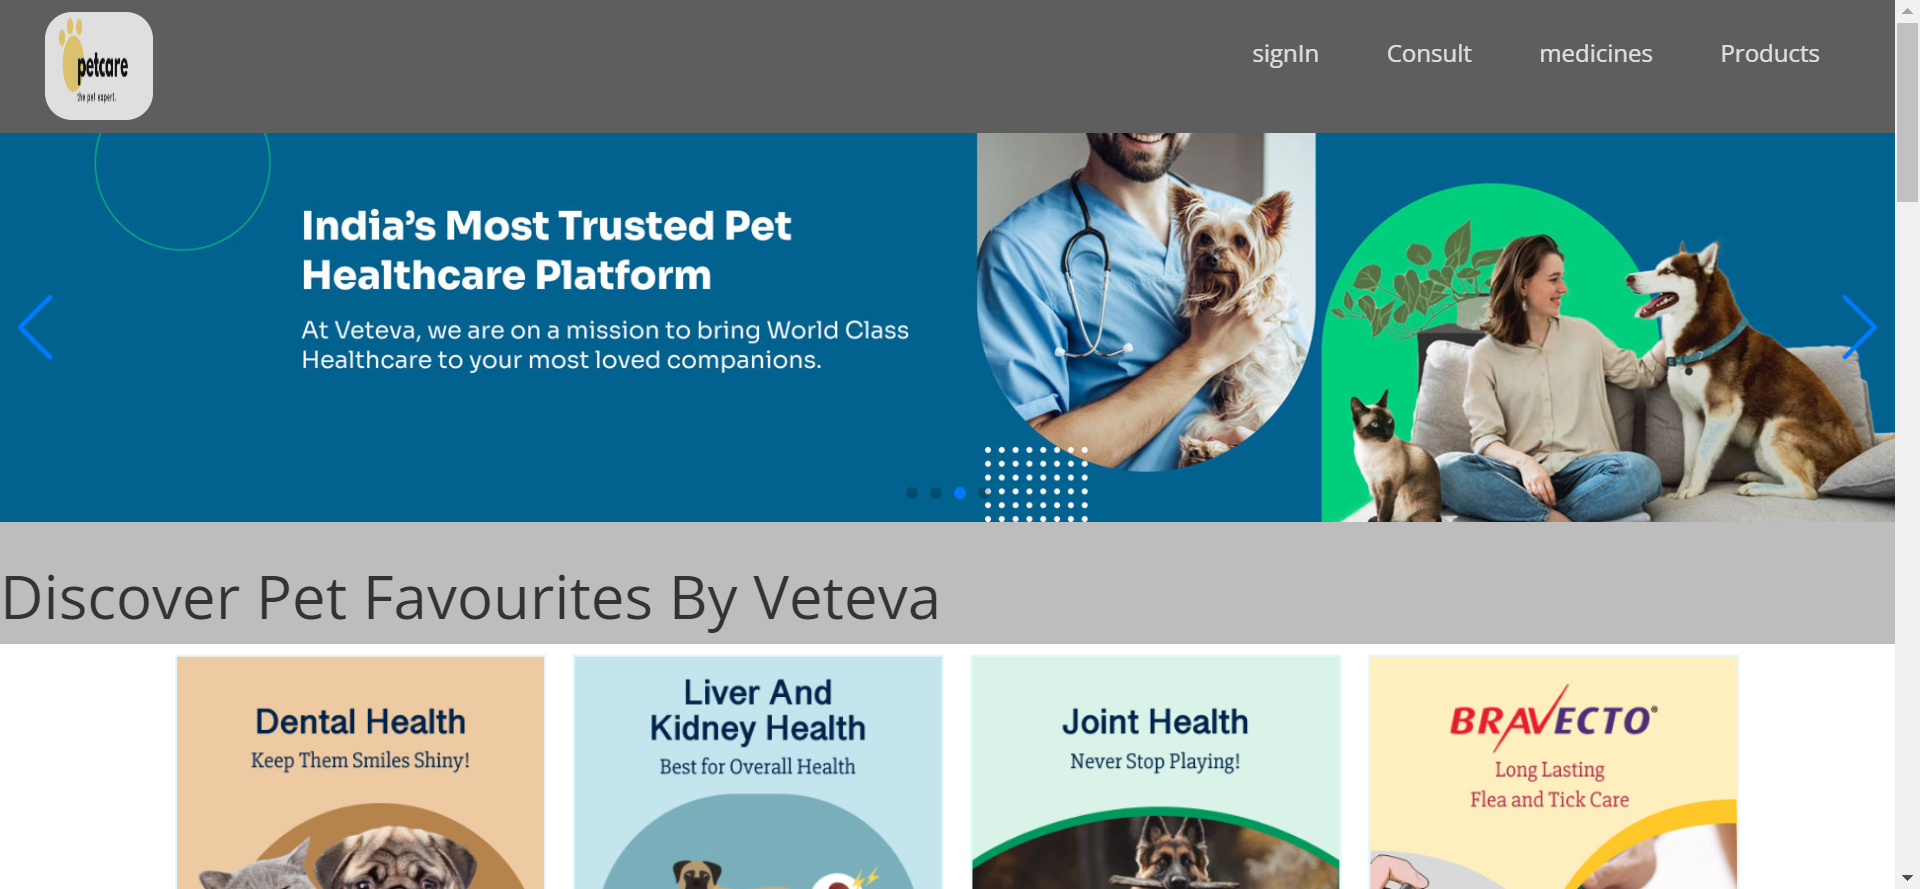 petcare
the pet expert.
signIn
Consult
medicines
Products
India's Most Trusted Pet
Healthcare Platform
At Veteva, we are on a mission to bring World Class
Healthcare to your most loved companions.
Discover Pet Favourites By Veteva
Dental Health
Keep Them Smiles Shiny!
Liver And
Kidney Health
Best for Overall Health
Joint Health
Never Stop Playing!
BRAVECTO®
Long Lasting
Flea and Tick Care